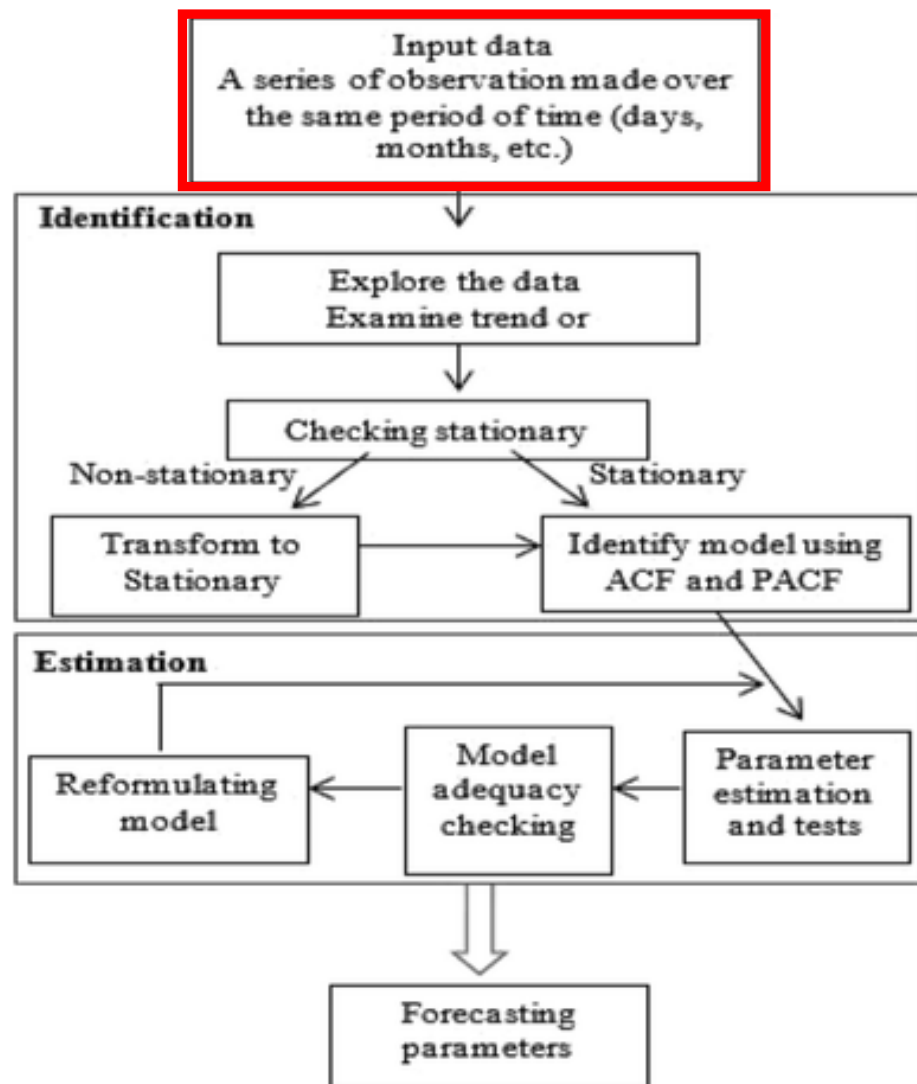 Input data
A series of observation made over
the same period of time (days,
months, etc.)
Identification
Explore the data
Examine trend or
Checking stationary
Non-stationary
Stationary
Transform to
Stationary
Identify model using
ACF and PACF
Estimation
Reformulating
model
Model
adequacy
checking
Parameter
estimation
and tests
Forecasting
parameters